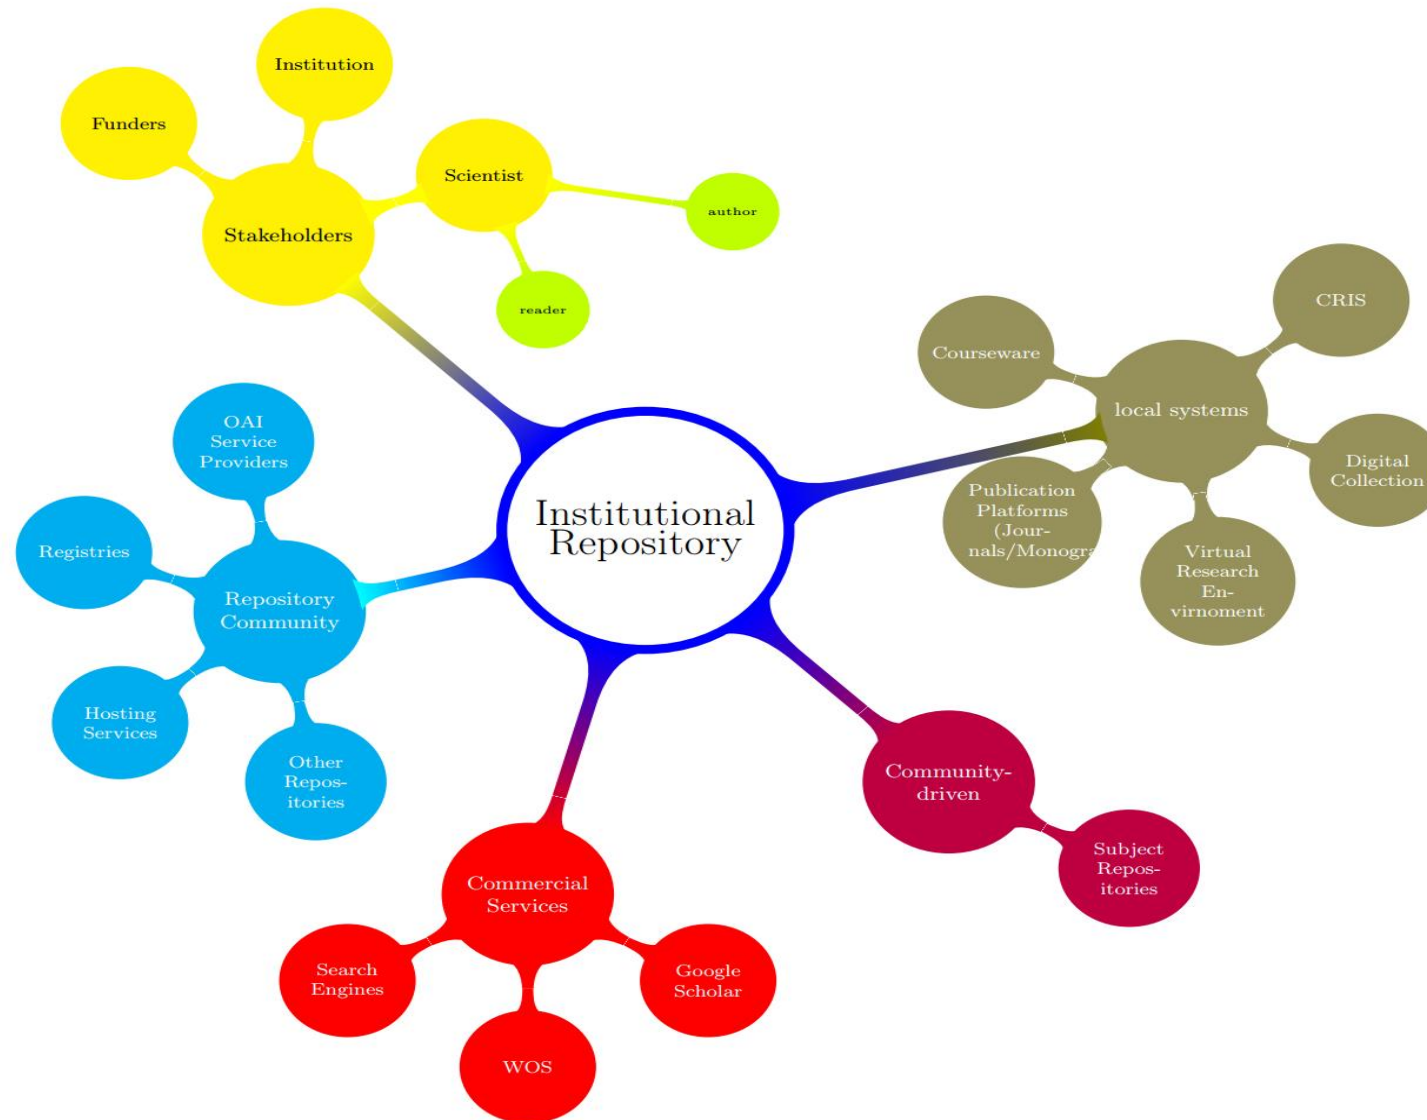 Institution
Funders
Scientist
author
Stakeholders
reader
CRIS
Courseware
local systems
OAI
Service
Providers
Digital
Collection
Publication
Platforms
(Jour-
nals/Monogra
Institutional
Repository
Registries
Virtual
Research
En-
virnoment
Repository
Community
Hosting
Services
Other
Repos-
itories
Community-
driven
Subject
Repos-
itories
Commercial
Services
Search
Engines
Google
Scholar
WOS